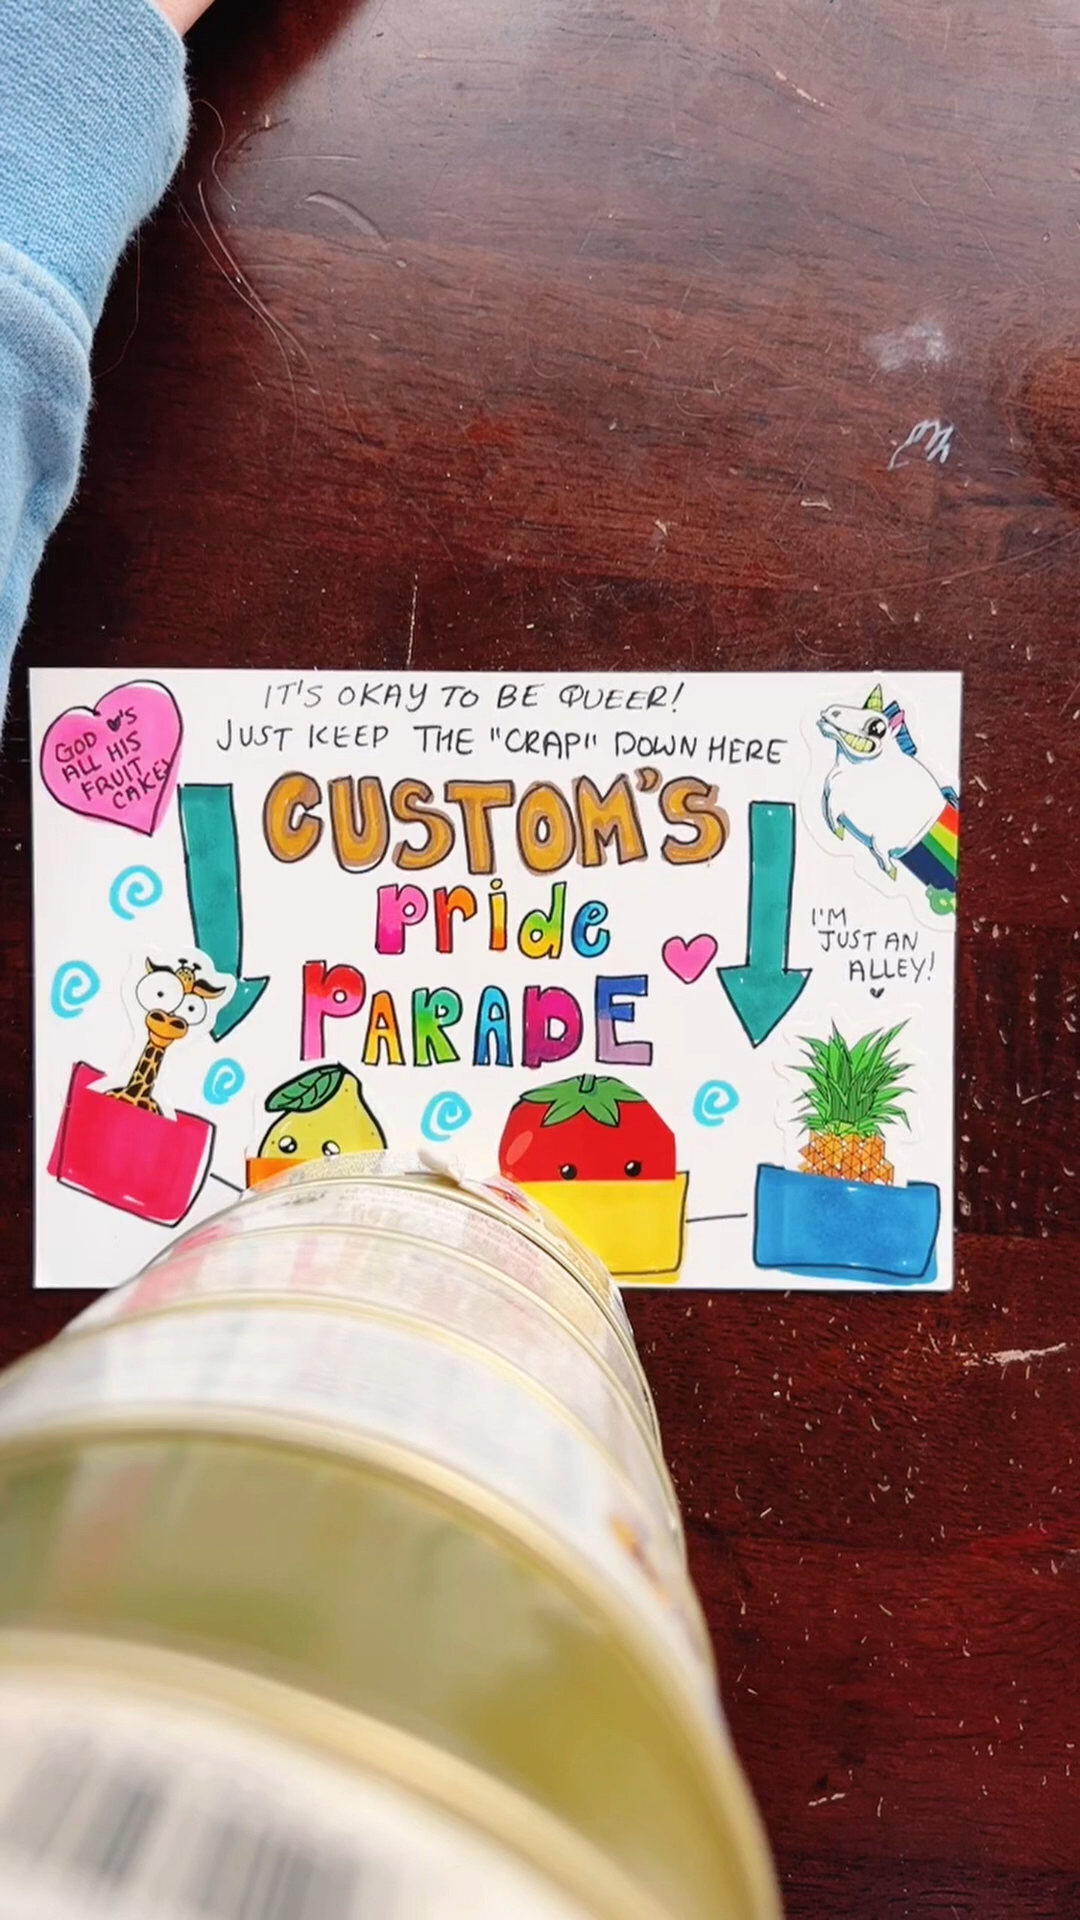 IT'S OKAY TO BE QUEER!
JUST KEEP THE "CRAP" DOWN HERE
GOD ♥'S
ALL HIS
FRUIT
CAKES
CUSTOM'S
pride
PARADE
I'M
JUST AN
ALLEY!